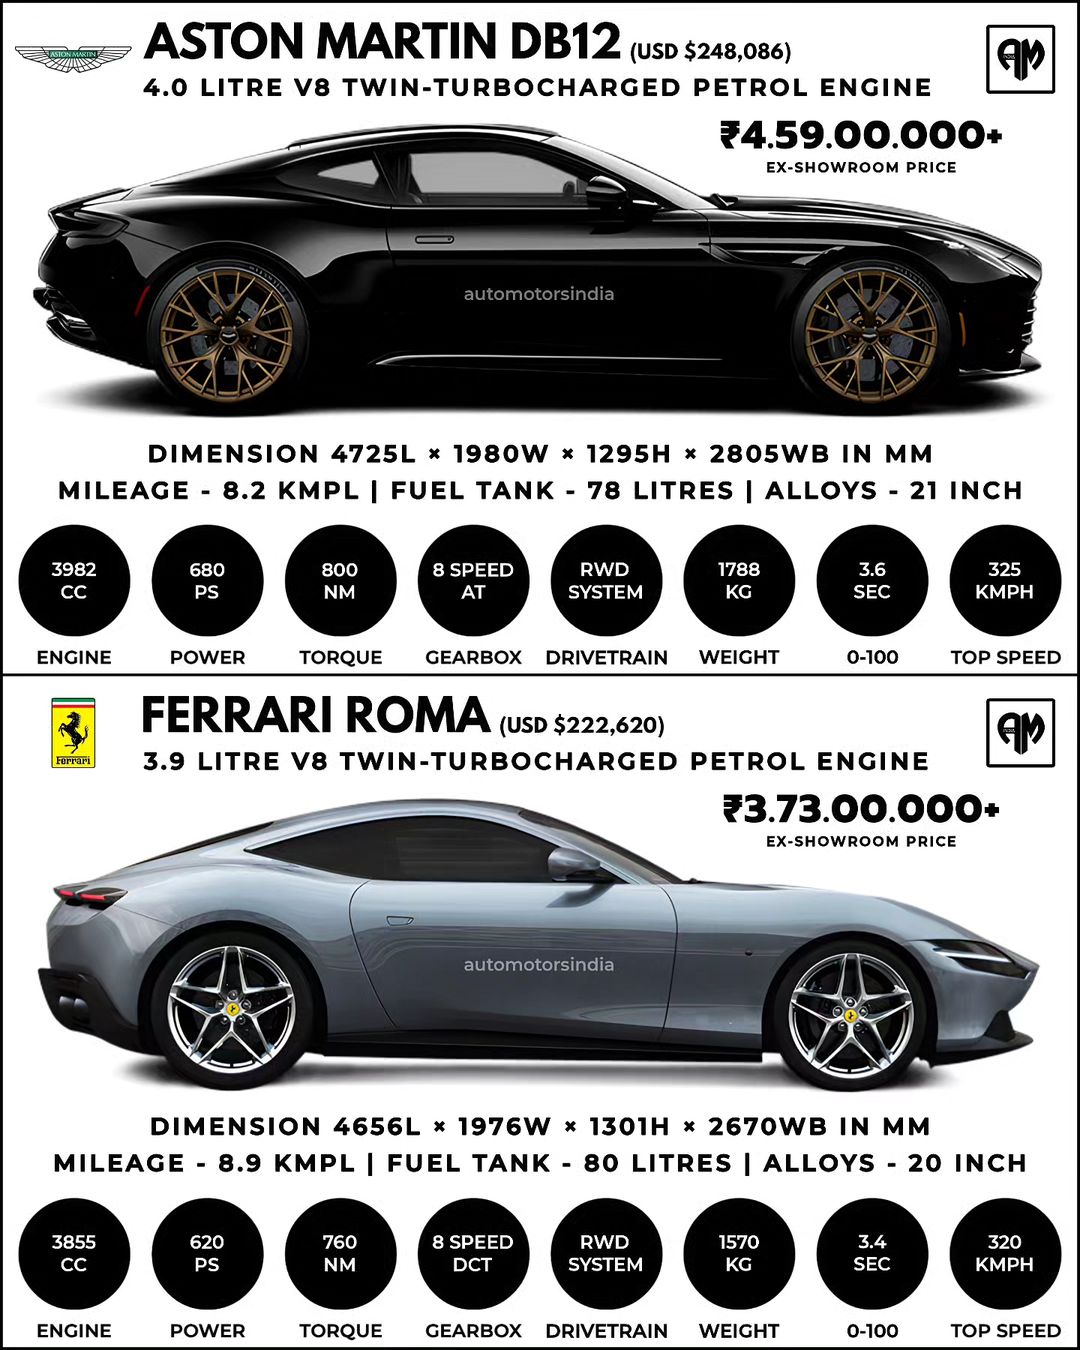 ASTON MARTIN
ASTON MARTIN DB12 (USD $248,086)
4.0 LITRE V8 TWIN-TURBOCHARGED PETROL ENGINE
AM
₹4.59.00.000+
EX-SHOWROOM PRICE
automotorsindia
DIMENSION 4725L × 1980W × 1295H × 2805WB IN MM
MILEAGE - 8.2 KMPL | FUEL TANK - 78 LITRES | ALLOYS - 21 INCH
3982 CC
680 PS
800 NM
8 SPEED AT
RWD SYSTEM
1788 KG
3.6 SEC
325 KMPH
ENGINE POWER TORQUE GEARBOX DRIVETRAIN WEIGHT 0-100 TOP SPEED
Ferrari
FERRARI ROMA (USD $222,620)
3.9 LITRE V8 TWIN-TURBOCHARGED PETROL ENGINE
AM
₹3.73.00.000+
EX-SHOWROOM PRICE
automotorsindia
DIMENSION 4656L × 1976W × 1301H × 2670WB IN MM
MILEAGE - 8.9 KMPL | FUEL TANK - 80 LITRES | ALLOYS - 20 INCH
3855 CC
620 PS
760 NM
8 SPEED DCT
RWD SYSTEM
1570 KG
3.4 SEC
320 KMPH
ENGINE POWER TORQUE GEARBOX DRIVETRAIN WEIGHT 0-100 TOP SPEED